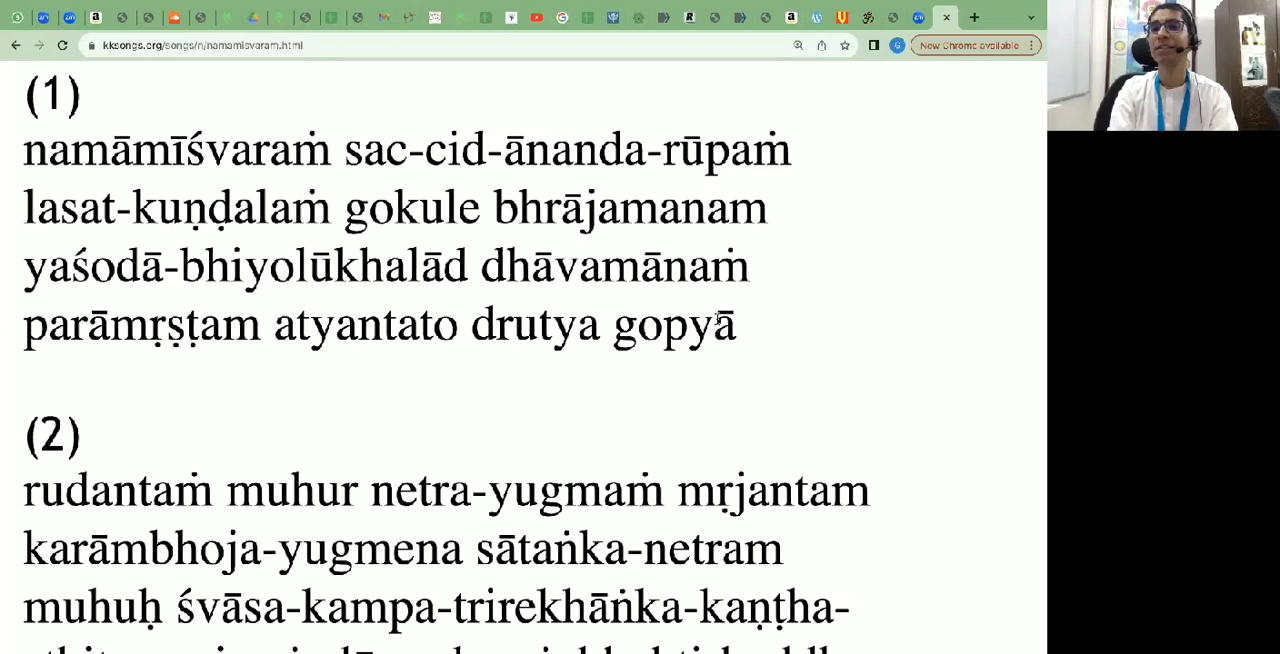 kksongs.org/songs/n/namamisvaram.html
New Chrome available
(1)
namāmīśvaraṁ sac-cid-ānanda-rūpaṁ
lasat-kuṇḍalaṁ gokule bhrājamanam
yaśodā-bhiyolūkhalād dhāvamānaṁ
parāmṛṣṭam atyantato drutya gopyā
(2)
rudantaṁ muhur netra-yugmaṁ mṛjantam
karāmbhoja-yugmena sātaṅka-netram
muhuḥ śvāsa-kampa-trirekhāṅka-kaṇṭha-